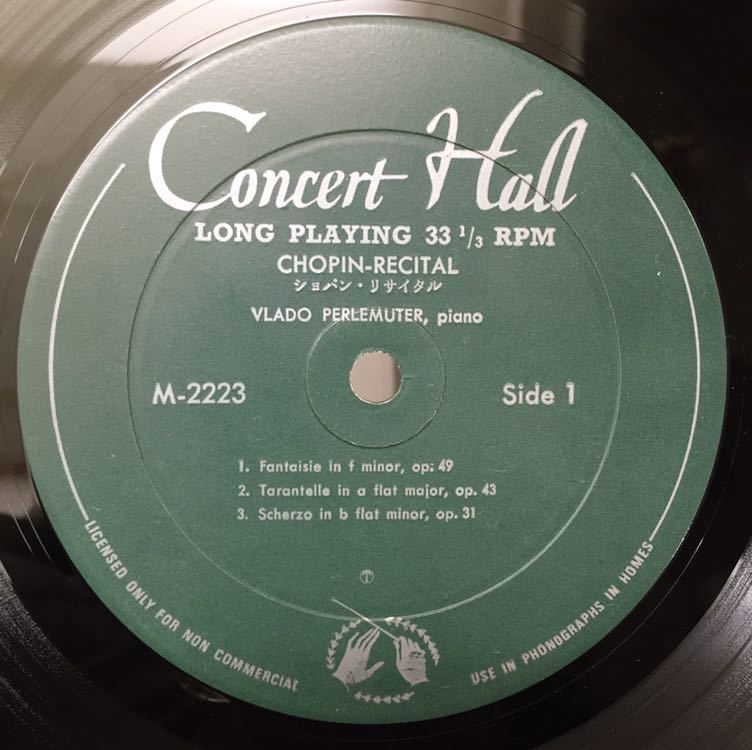 Concert Hall
LONG PLAYING 33 1/3 RPM
CHOPIN-RECITAL
ショパン・リサイタル
VLADO PERLEMUTER, piano
M-2223
Side 1
1. Fantaisie in f minor, op. 49
2. Tarantelle in a flat major, op. 43
3. Scherzo in b flat minor, op. 31
LICENSED ONLY FOR NON COMMERCIAL
USE IN PHONOGRAPHS IN HOMES